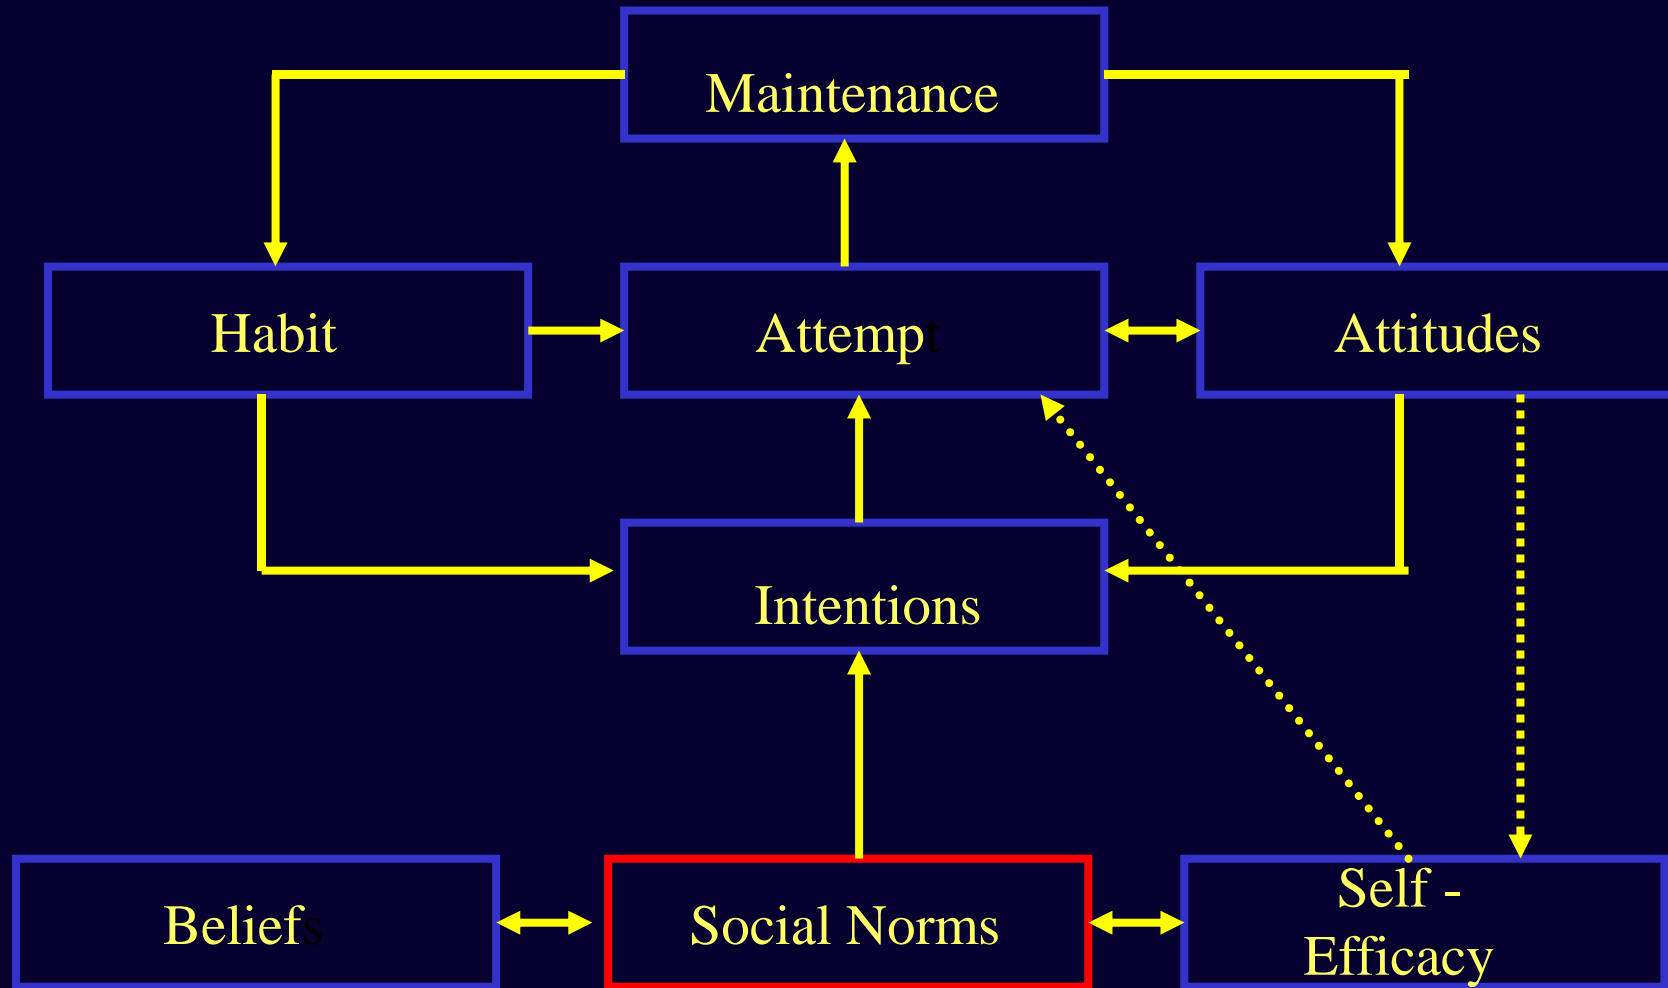 Maintenance
Habit
Attempt
Attitudes
Intentions
Beliefs
Social Norms
Self -
Efficacy